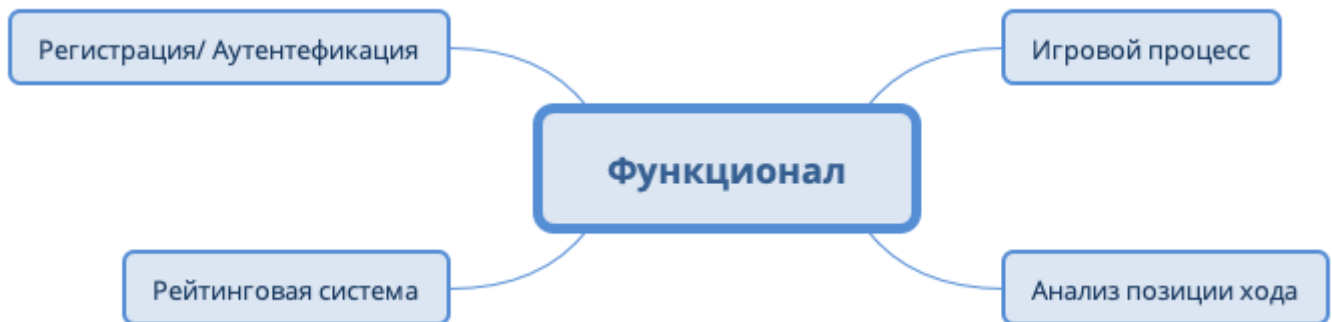 Регистрация/ Аутентефикация
Игровой процесс
Функционал
Рейтинговая система
Анализ позиции хода